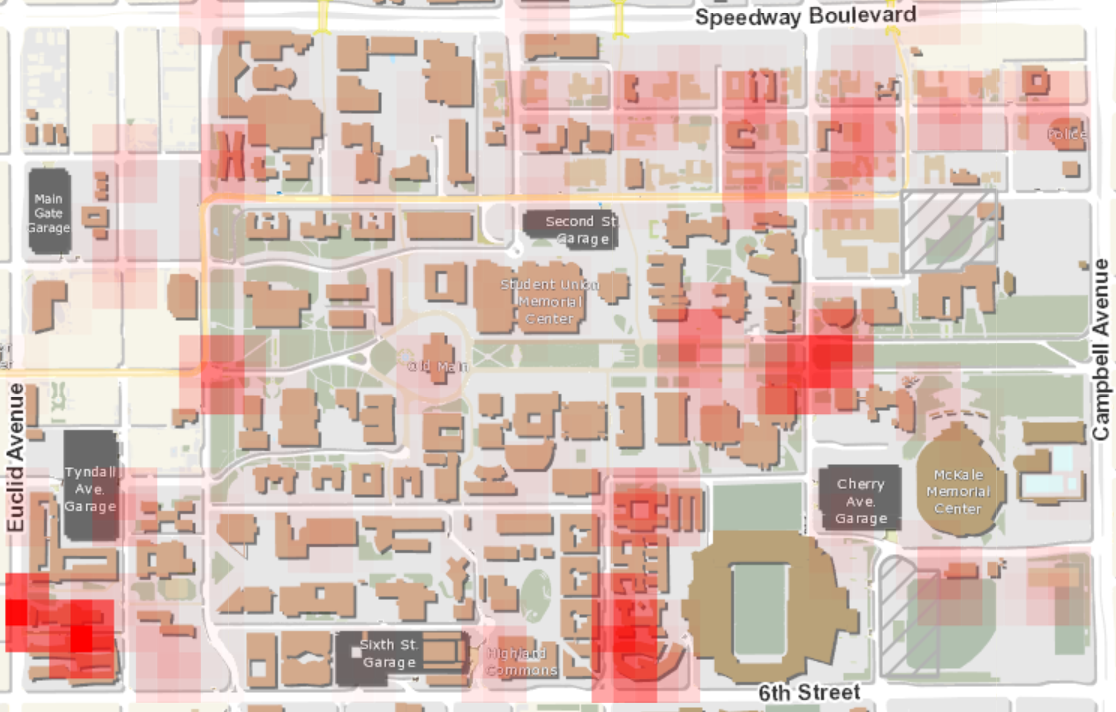 Speedway Boulevard
Police
Main
Gate
Garage
Second St.
Garage
Student Union
Memorial
Center
Old Main
Campbell Avenue
Euclid Avenue
Tyndall
Ave.
Garage
Cherry
Ave.
Garage
McKale
Memorial
Center
Sixth St.
Garage
Highland
Commons
6th Street